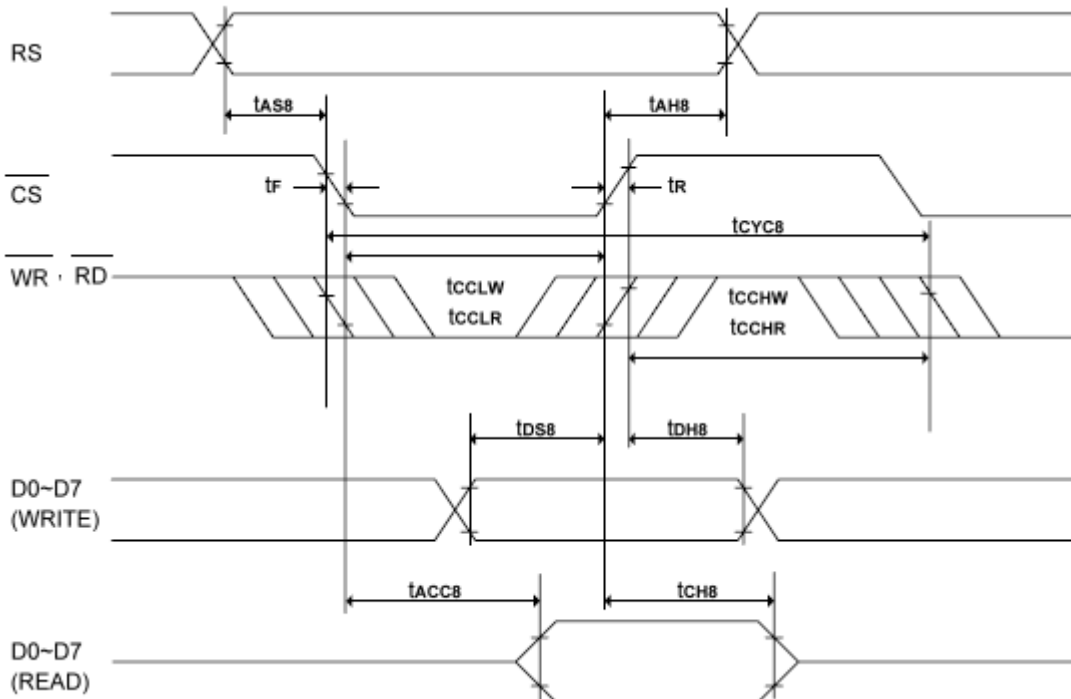 RS
tAS8 tAH8
CS
tF tR
tCYC8
WR , RD
tCCLW tCCHW
tCCLR tCCHR
tDS8 tDH8
D0~D7
(WRITE)
tACC8 tCH8
D0~D7
(READ)